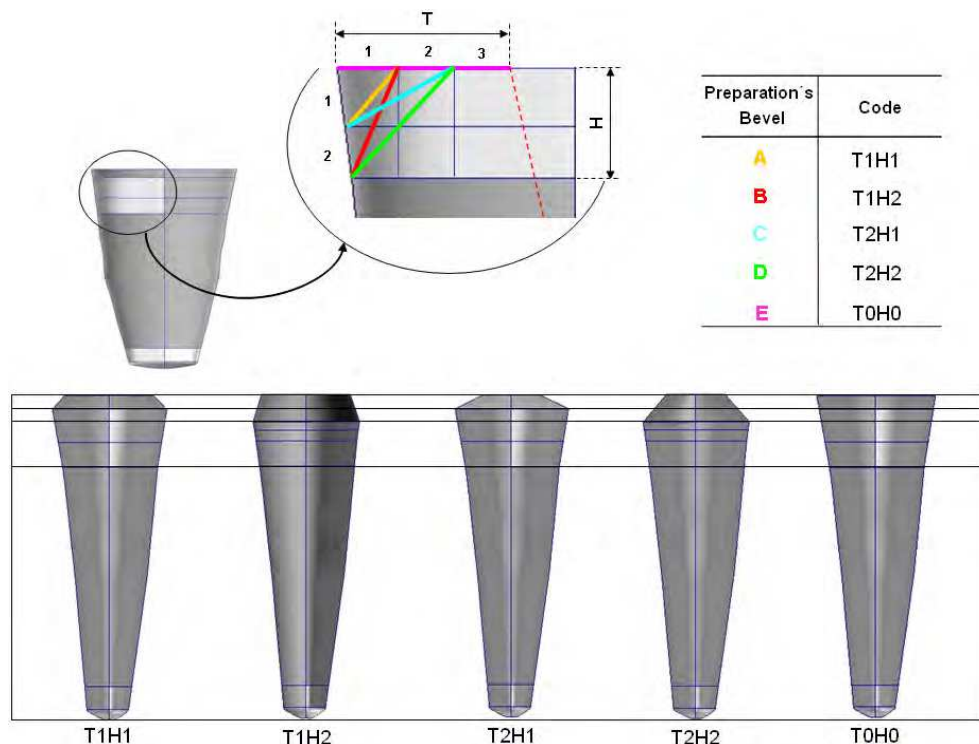 T
1 2 3
1
2
H
Preparation´s
Bevel
Code
A T1H1
B T1H2
C T2H1
D T2H2
E T0H0
T1H1 T1H2 T2H1 T2H2 T0H0